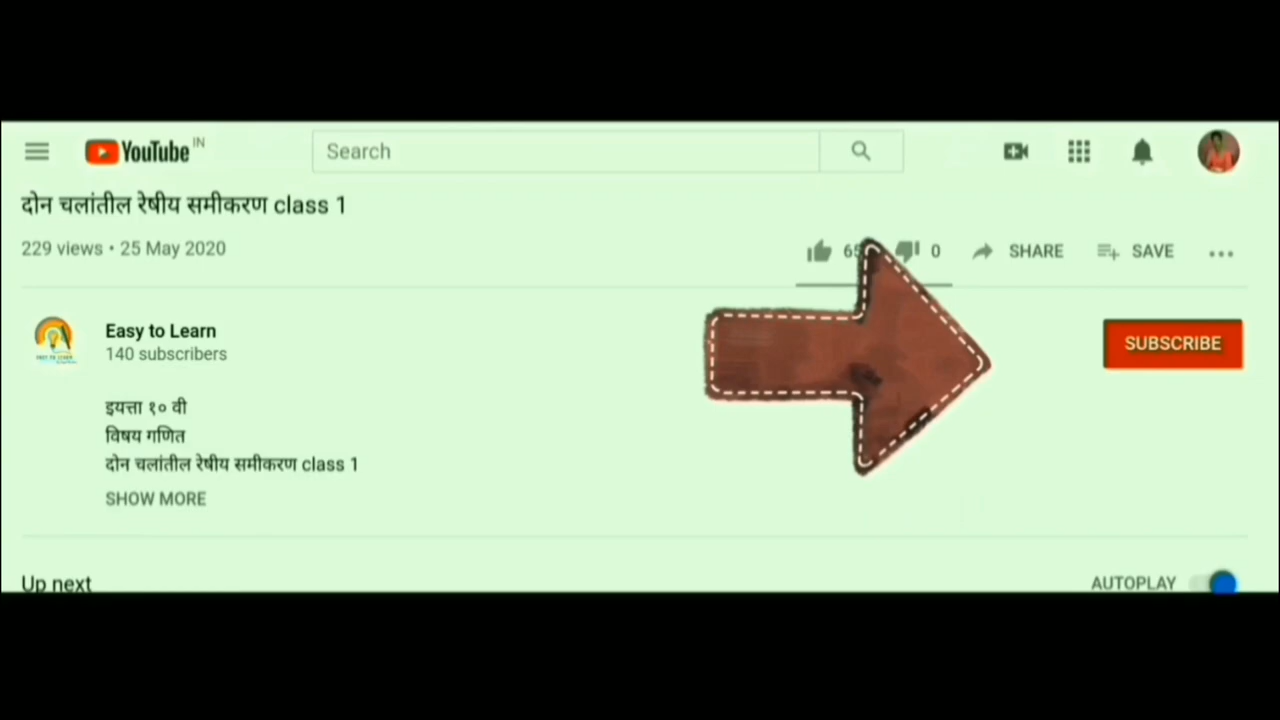 YouTube IN
Search
दोन चलांतील रेषीय समीकरण class 1
229 views • 25 May 2020
0 SHARE SAVE
Easy to Learn
140 subscribers
SUBSCRIBE
इयत्ता १० वी
विषय गणित
दोन चलांतील रेषीय समीकरण class 1
SHOW MORE
Up next
AUTOPLAY